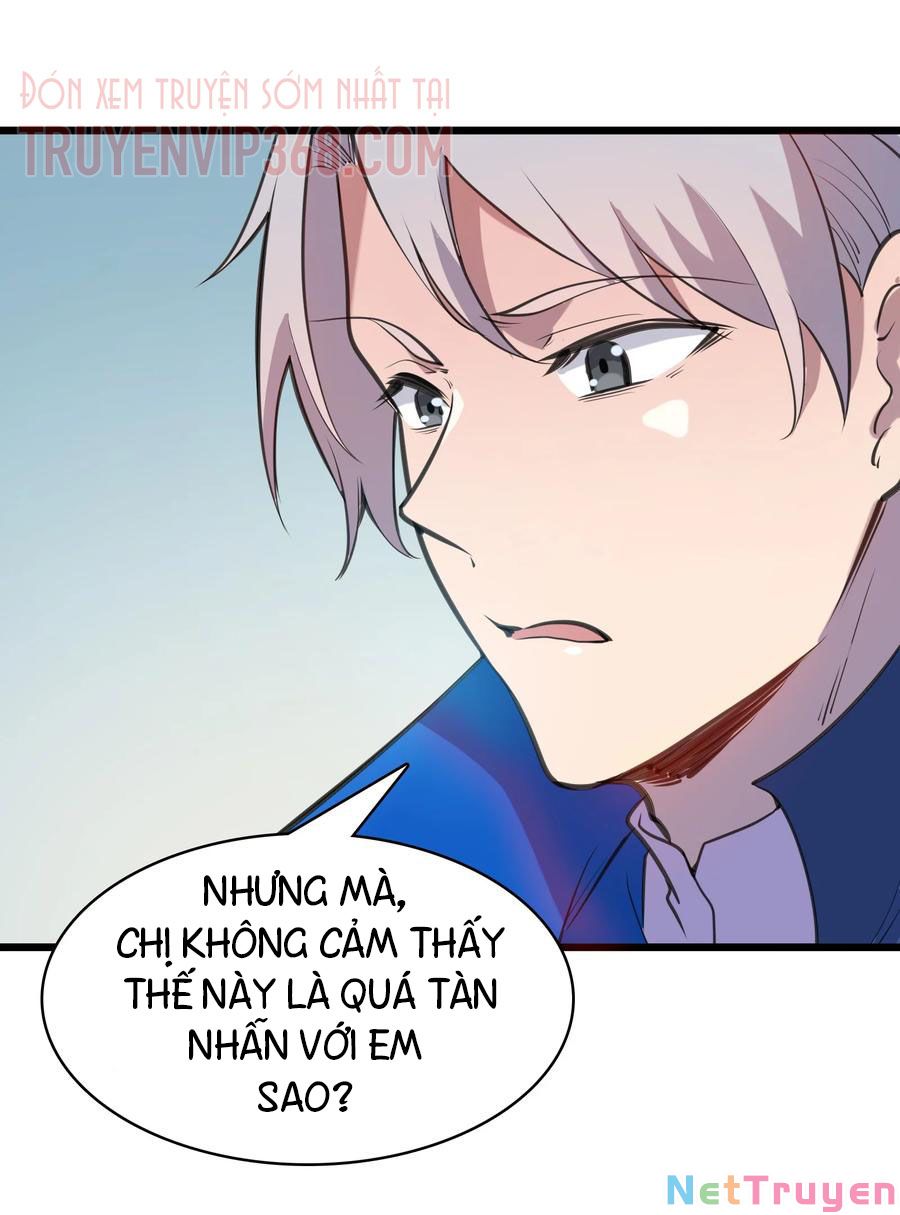 ĐÓN XEM TRUYỆN SỚM NHẤT TẠI
TRUYENVIP368.COM
NHƯNG MÀ,
CHỊ KHÔNG CẢM THẤY
THẾ NÀY LÀ QUÁ TÀN
NHẪN VỚI EM
SAO?
NetTruyen